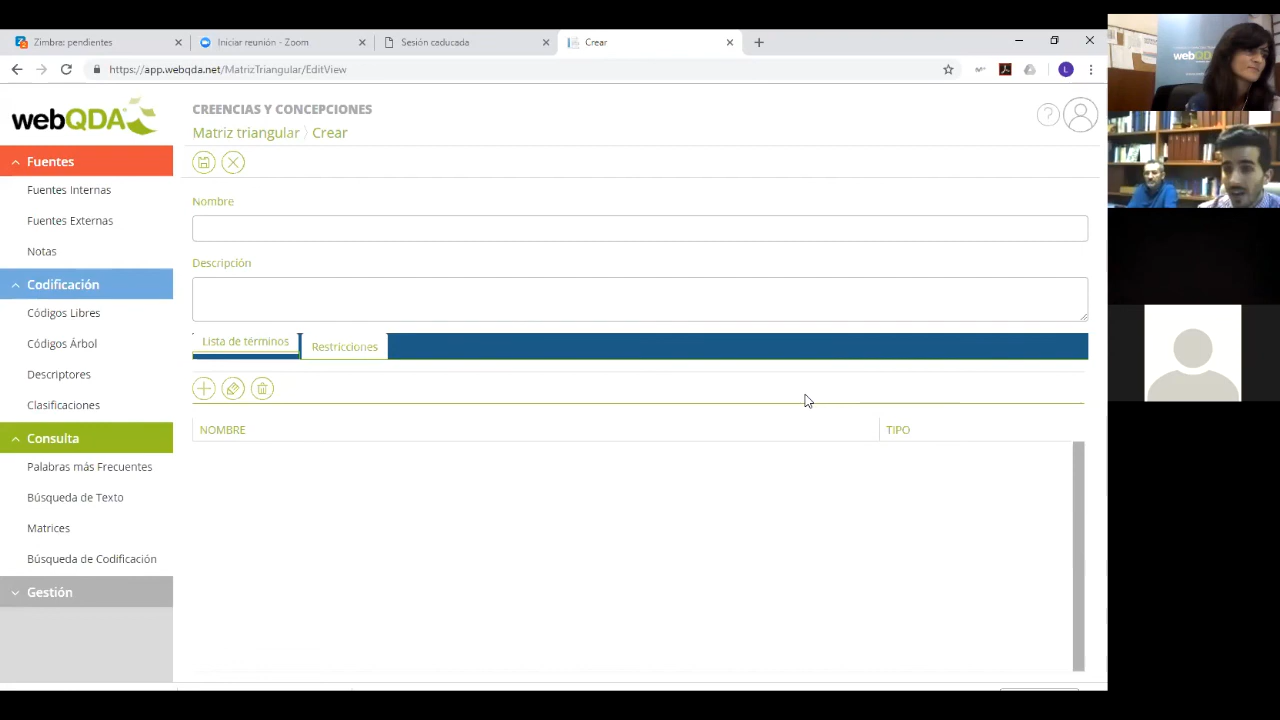 Zimbra: pendientes
Iniciar reunión - Zoom
Sesión caducada
Crear
https://app.webqda.net/MatrizTriangular/EditView
L
webQDA
CREENCIAS Y CONCEPCIONES
Matriz triangular 〉 Crear
?
Fuentes
Fuentes Internas
Fuentes Externas
Notas
Codificación
Códigos Libres
Códigos Árbol
Descriptores
Clasificaciones
Consulta
Palabras más Frecuentes
Búsqueda de Texto
Matrices
Búsqueda de Codificación
Gestión
Nombre
Descripción
Lista de términos
Restricciones
NOMBRE
TIPO
webQD